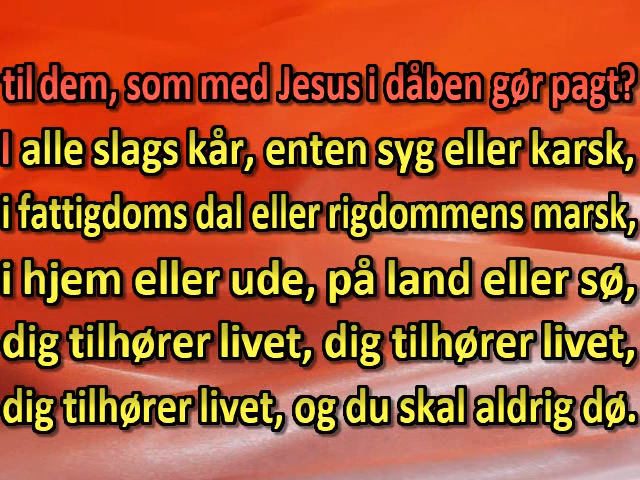 til dem, som med Jesus i dåben gør pagt?
I alle slags kår, enten syg eller karsk,
i fattigdoms dal eller rigdommens marsk,
i hjem eller ude, på land eller sø,
dig tilhører livet, dig tilhører livet,
dig tilhører livet, og du skal aldrig dø.